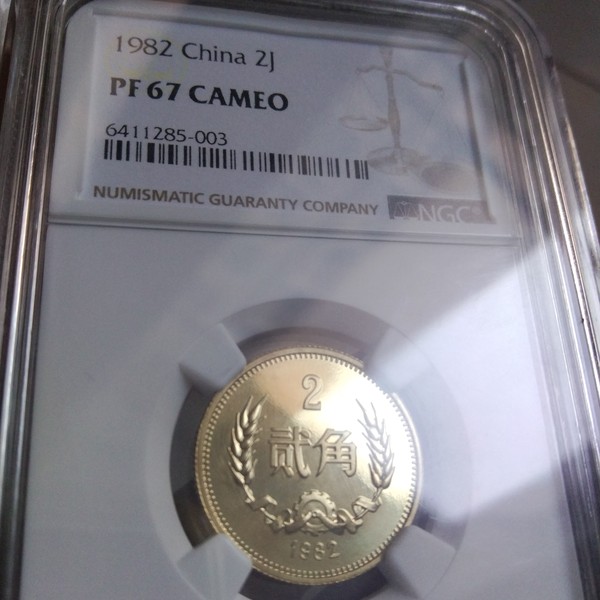 1982 China 2J
PF 67 CAMEO
6411285-003
NUMISMATIC GUARANTY COMPANY NGC
2
贰角
1982